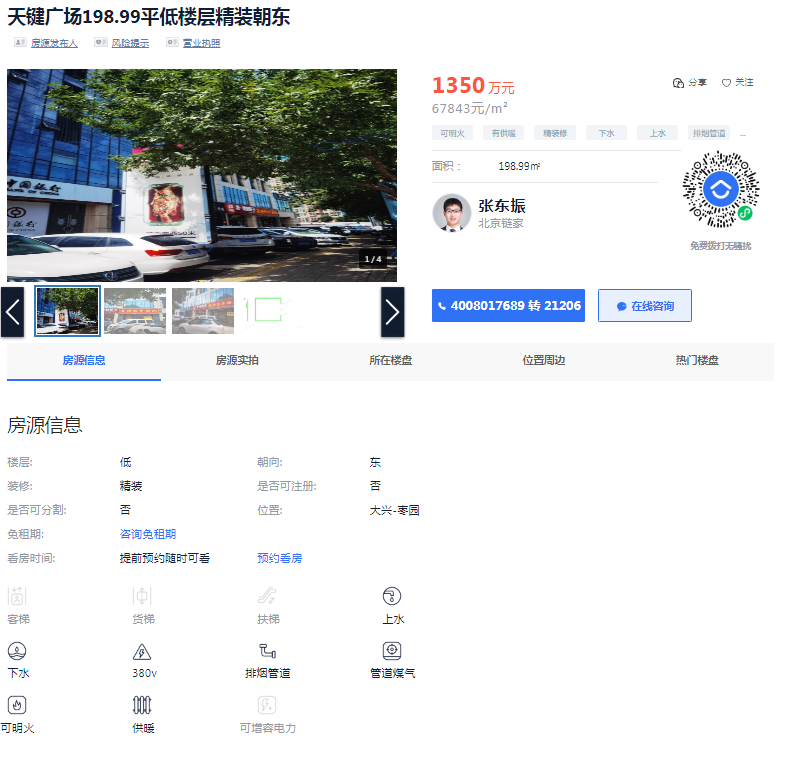 天键广场198.99平低楼层精装朝东
房源发布人 风险提示 营业执照
中国银行
1/4
1350万元
分享 关注
67843元/m²
可明火 有供暖 精装修 下水 上水 排烟管道 ...
面积： 198.99㎡
张东振
北京链家
免费拨打无骚扰
4008017689 转 21206
在线咨询
房源信息 房源实拍 所在楼盘 位置周边 热门楼盘
房源信息
楼层: 低 朝向: 东
装修: 精装 是否可注册: 否
是否可分割: 否 位置: 大兴-枣园
免租期: 咨询免租期
看房时间: 提前预约随时可看 预约看房
客梯 货梯 扶梯 上水
下水 380v 排烟管道 管道煤气
可明火 供暖 可增容电力